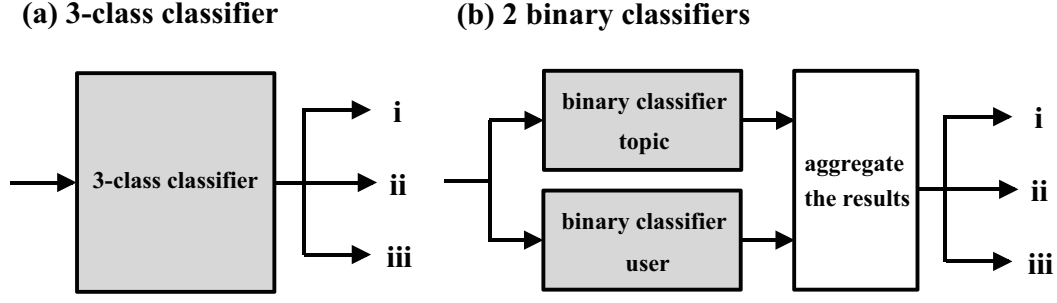 (a) 3-class classifier
3-class classifier
i
ii
iii
(b) 2 binary classifiers
binary classifier
topic
binary classifier
user
aggregate
the results
i
ii
iii